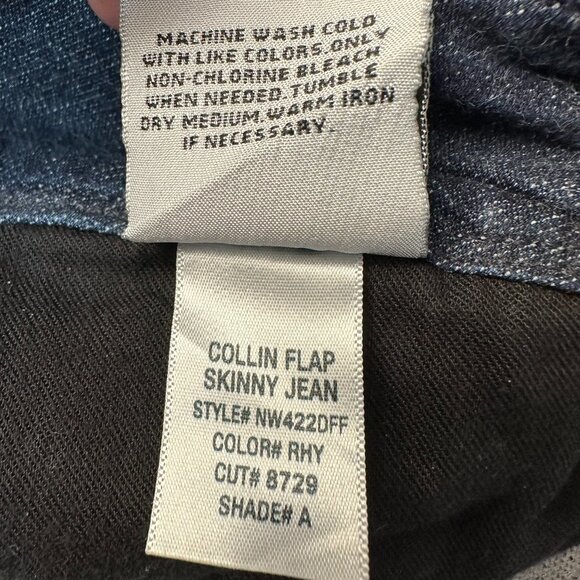 MACHINE WASH COLD
WITH LIKE COLORS.ONLY
NON-CHLORINE BLEACH
WHEN NEEDED.TUMBLE
DRY MEDIUM.WARM IRON
IF NECESSARY.
COLLIN FLAP
SKINNY JEAN
STYLE# NW422DFF
COLOR# RHY
CUT# 8729
SHADE# A